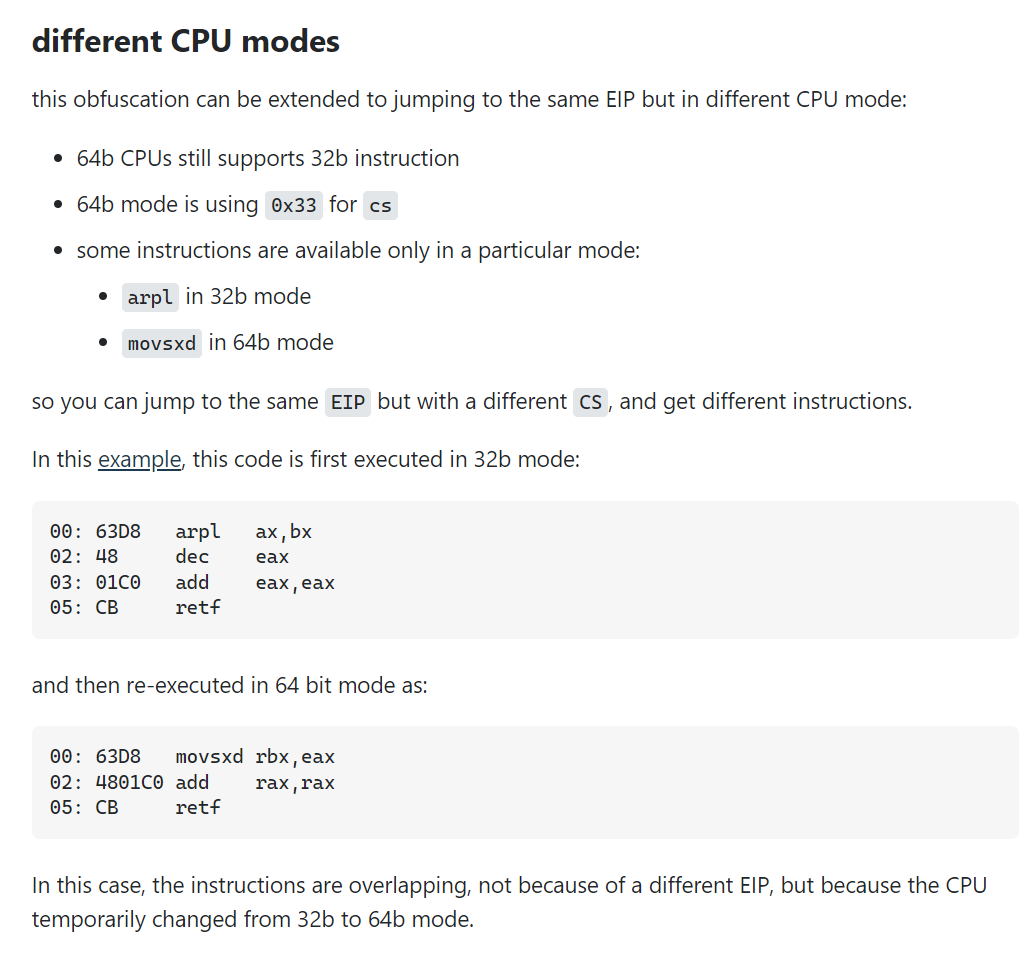 different CPU modes
this obfuscation can be extended to jumping to the same EIP but in different CPU mode:
• 64b CPUs still supports 32b instruction
• 64b mode is using 0x33 for cs
• some instructions are available only in a particular mode:
• arpl in 32b mode
• movsxd in 64b mode
so you can jump to the same EIP but with a different CS, and get different instructions.
In this example, this code is first executed in 32b mode:
00: 63D8   arpl   ax,bx
02: 48     dec    eax
03: 01C0   add    eax,eax
05: CB     retf
and then re-executed in 64 bit mode as:
00: 63D8   movsxd rbx,eax
02: 4801C0 add    rax,rax
05: CB     retf
In this case, the instructions are overlapping, not because of a different EIP, but because the CPU
temporarily changed from 32b to 64b mode.